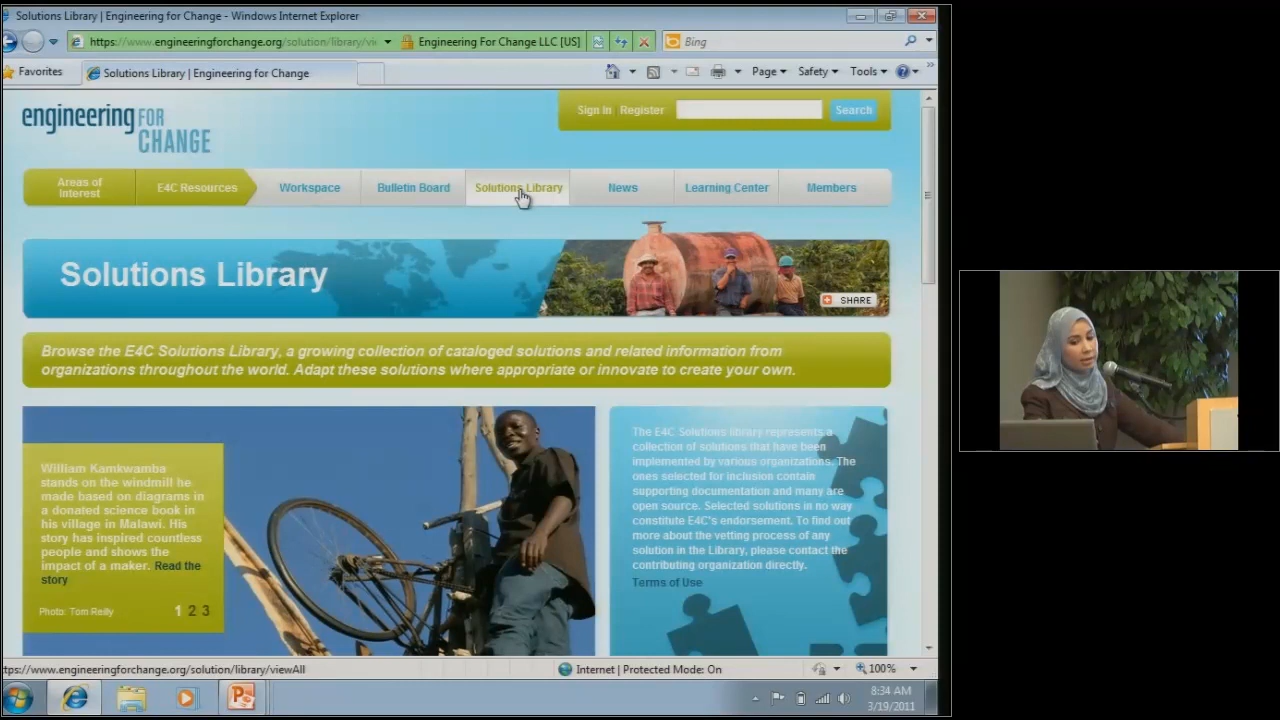 Solutions Library | Engineering for Change - Windows Internet Explorer
https://www.engineeringforchange.org/solution/library/vi
Engineering For Change LLC [US]
Bing
Favorites
Solutions Library | Engineering for Change
Page
Safety
Tools
engineering FOR
CHANGE
Sign In
Register
Search
Areas of
Interest
E4C Resources
Workspace
Bulletin Board
Solutions Library
News
Learning Center
Members
Solutions Library
SHARE
Browse the E4C Solutions Library, a growing collection of cataloged solutions and related information from
organizations throughout the world. Adapt these solutions where appropriate or innovate to create your own.
William Kamkwamba
stands on the windmill he
made based on diagrams in
a donated science book in
his village in Malawi. His
story has inspired countless
people and shows the
impact of a maker. Read the
story
Photo: Tom Reilly
1 2 3
The E4C Solutions library represents a
collection of solutions that have been
implemented by various organizations. The
ones selected for inclusion contain
supporting documentation and many are
open source. Selected solutions in no way
constitute E4C's endorsement. To find out
more about the vetting process of any
solution in the Library, please contact the
contributing organization directly.
Terms of Use
tps://www.engineeringforchange.org/solution/library/viewAll
Internet | Protected Mode: On
100%
8:34 AM
3/19/2011